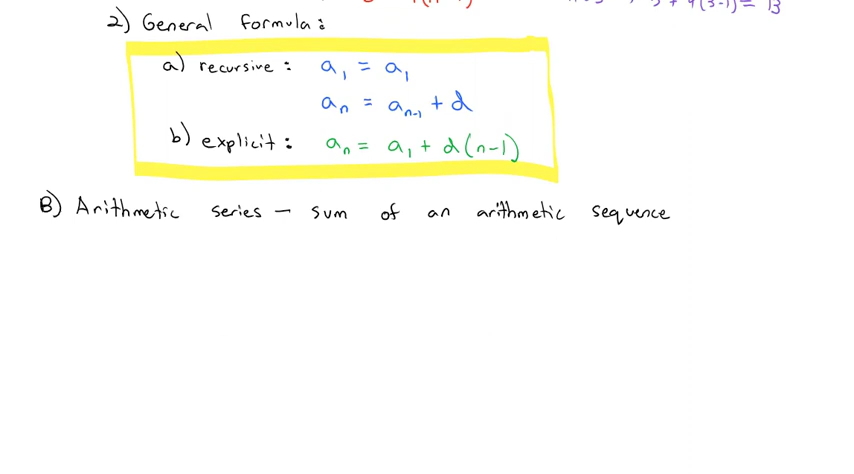 2) General formula:
a) recursive: a₁ = a₁
aₙ = aₙ₋₁ + d
b) explicit: aₙ = a₁ + d(n-1)
B) Arithmetic series – sum of an arithmetic sequence